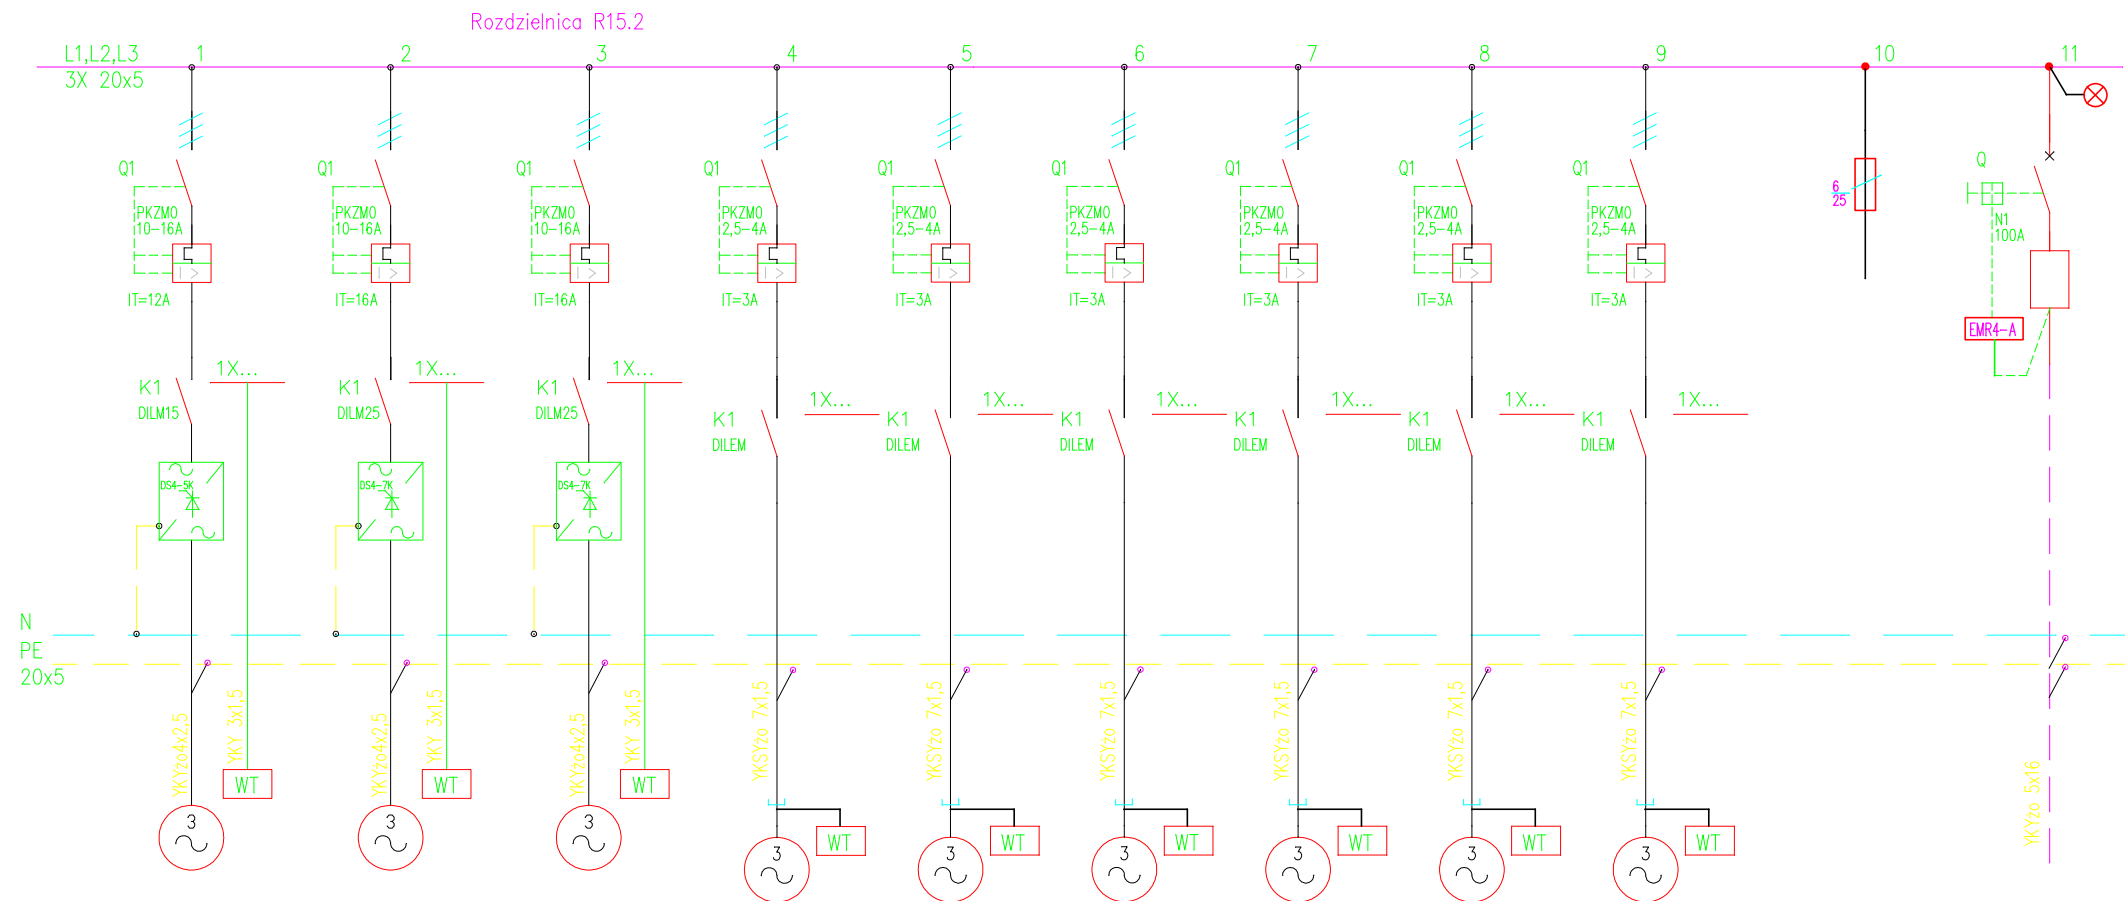 Rozdzielnica R15.2
L1,L2,L3
3X 20x5
1
2
3
4
5
6
7
8
9
10
11
Q1
PKZM0
10-16A
I >
IT=12A
Q1
PKZM0
10-16A
I >
IT=16A
Q1
PKZM0
10-16A
I >
IT=16A
Q1
PKZM0
2,5-4A
I >
IT=3A
Q1
PKZM0
2,5-4A
I >
IT=3A
Q1
PKZM0
2,5-4A
I >
IT=3A
Q1
PKZM0
2,5-4A
I >
IT=3A
Q1
PKZM0
2,5-4A
I >
IT=3A
Q1
PKZM0
2,5-4A
I >
IT=3A
6
25
Q
N1
100A
EMR4-A
K1
DILM15
1X...
K1
DILM25
1X...
K1
DILM25
1X...
K1
DILEM
1X...
K1
DILEM
1X...
K1
DILEM
1X...
K1
DILEM
1X...
K1
DILEM
1X...
K1
DILEM
1X...
DS4-5K
DS4-7K
DS4-7K
N
PE
20x5
YKYżo4x2,5
YKY 3x1,5
YKYżo4x2,5
YKY 3x1,5
YKYżo4x2,5
YKY 3x1,5
YKSYżo 7x1,5
YKSYżo 7x1,5
YKSYżo 7x1,5
YKSYżo 7x1,5
YKSYżo 7x1,5
YKSYżo 7x1,5
YKYżo 5x16
WT
WT
WT
WT
WT
WT
WT
WT
WT
3
3
3
3
3
3
3
3
3